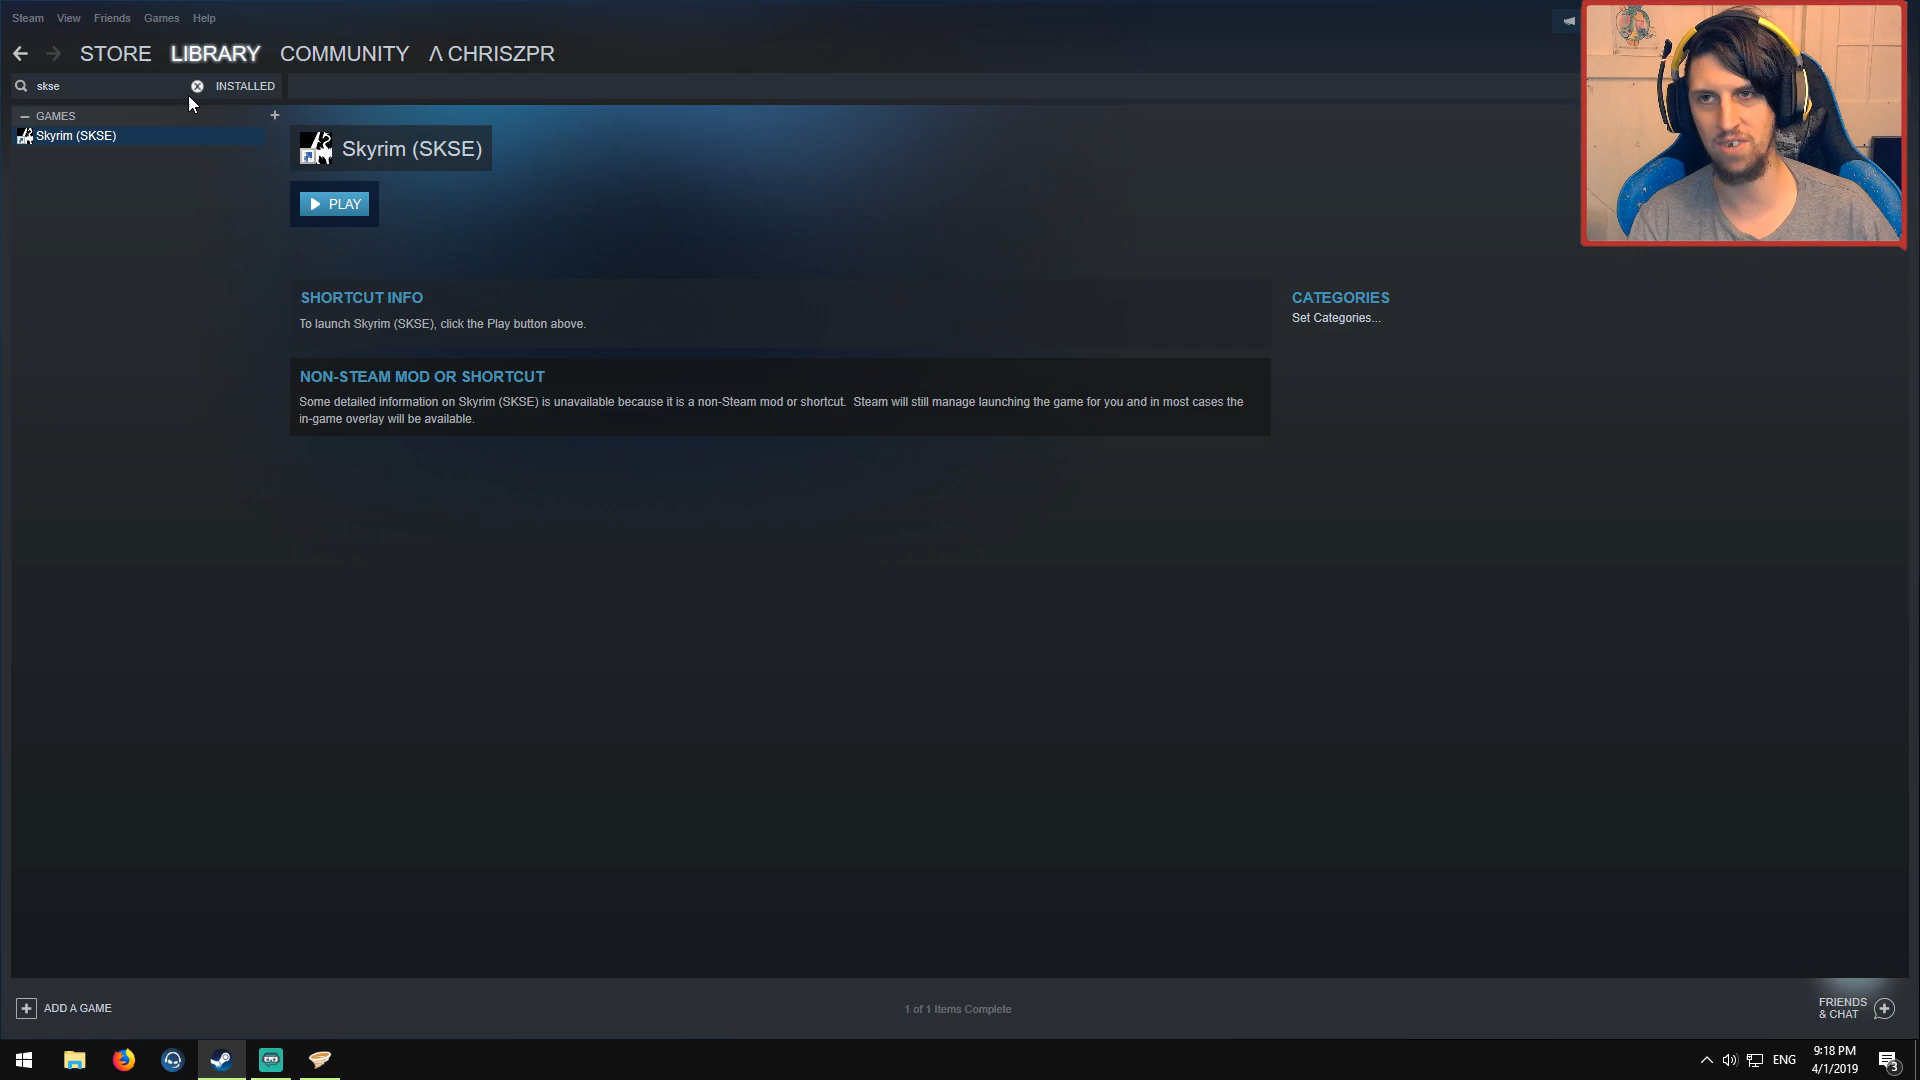 Steam View Friends Games Help
STORE LIBRARY COMMUNITY Λ CHRISZPR
skse INSTALLED
GAMES
Skyrim (SKSE)
Skyrim (SKSE)
PLAY
SHORTCUT INFO
To launch Skyrim (SKSE), click the Play button above.
CATEGORIES
Set Categories...
NON-STEAM MOD OR SHORTCUT
Some detailed information on Skyrim (SKSE) is unavailable because it is a non-Steam mod or shortcut. Steam will still manage launching the game for you and in most cases the
in-game overlay will be available.
ADD A GAME
1 of 1 Items Complete
FRIENDS
& CHAT
ENG
9:18 PM
4/1/2019
3